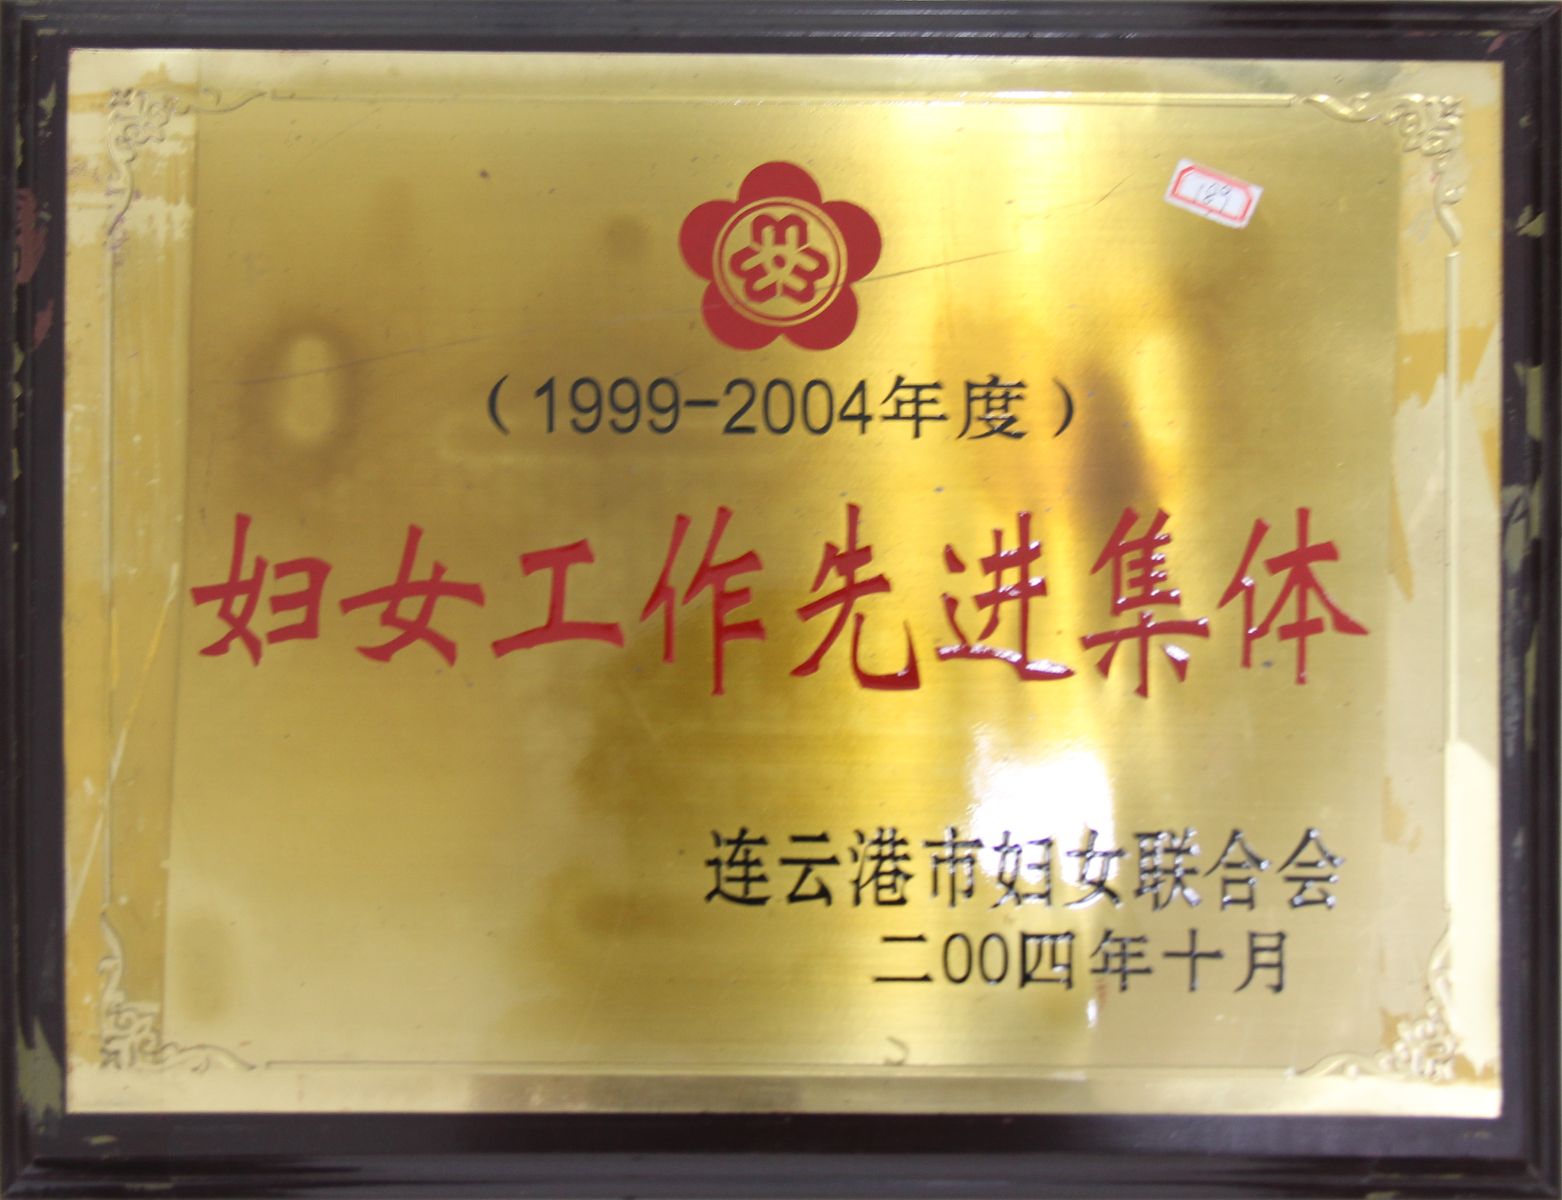 189
（1999-2004年度）
妇女工作先进集体
连云港市妇女联合会
二00四年十月